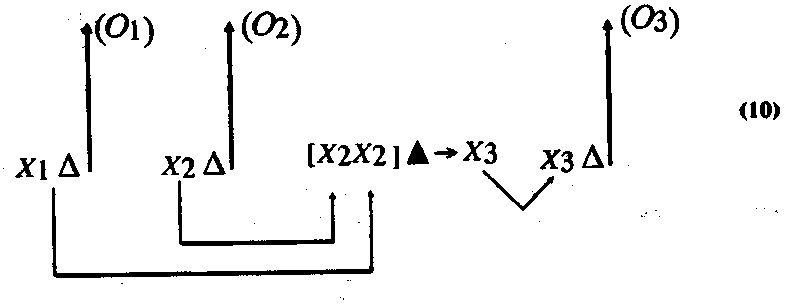 (O1) (O2) (O3)
(10)
X1 Δ X2 Δ [X2X2] ▲ → X3 X3 Δ